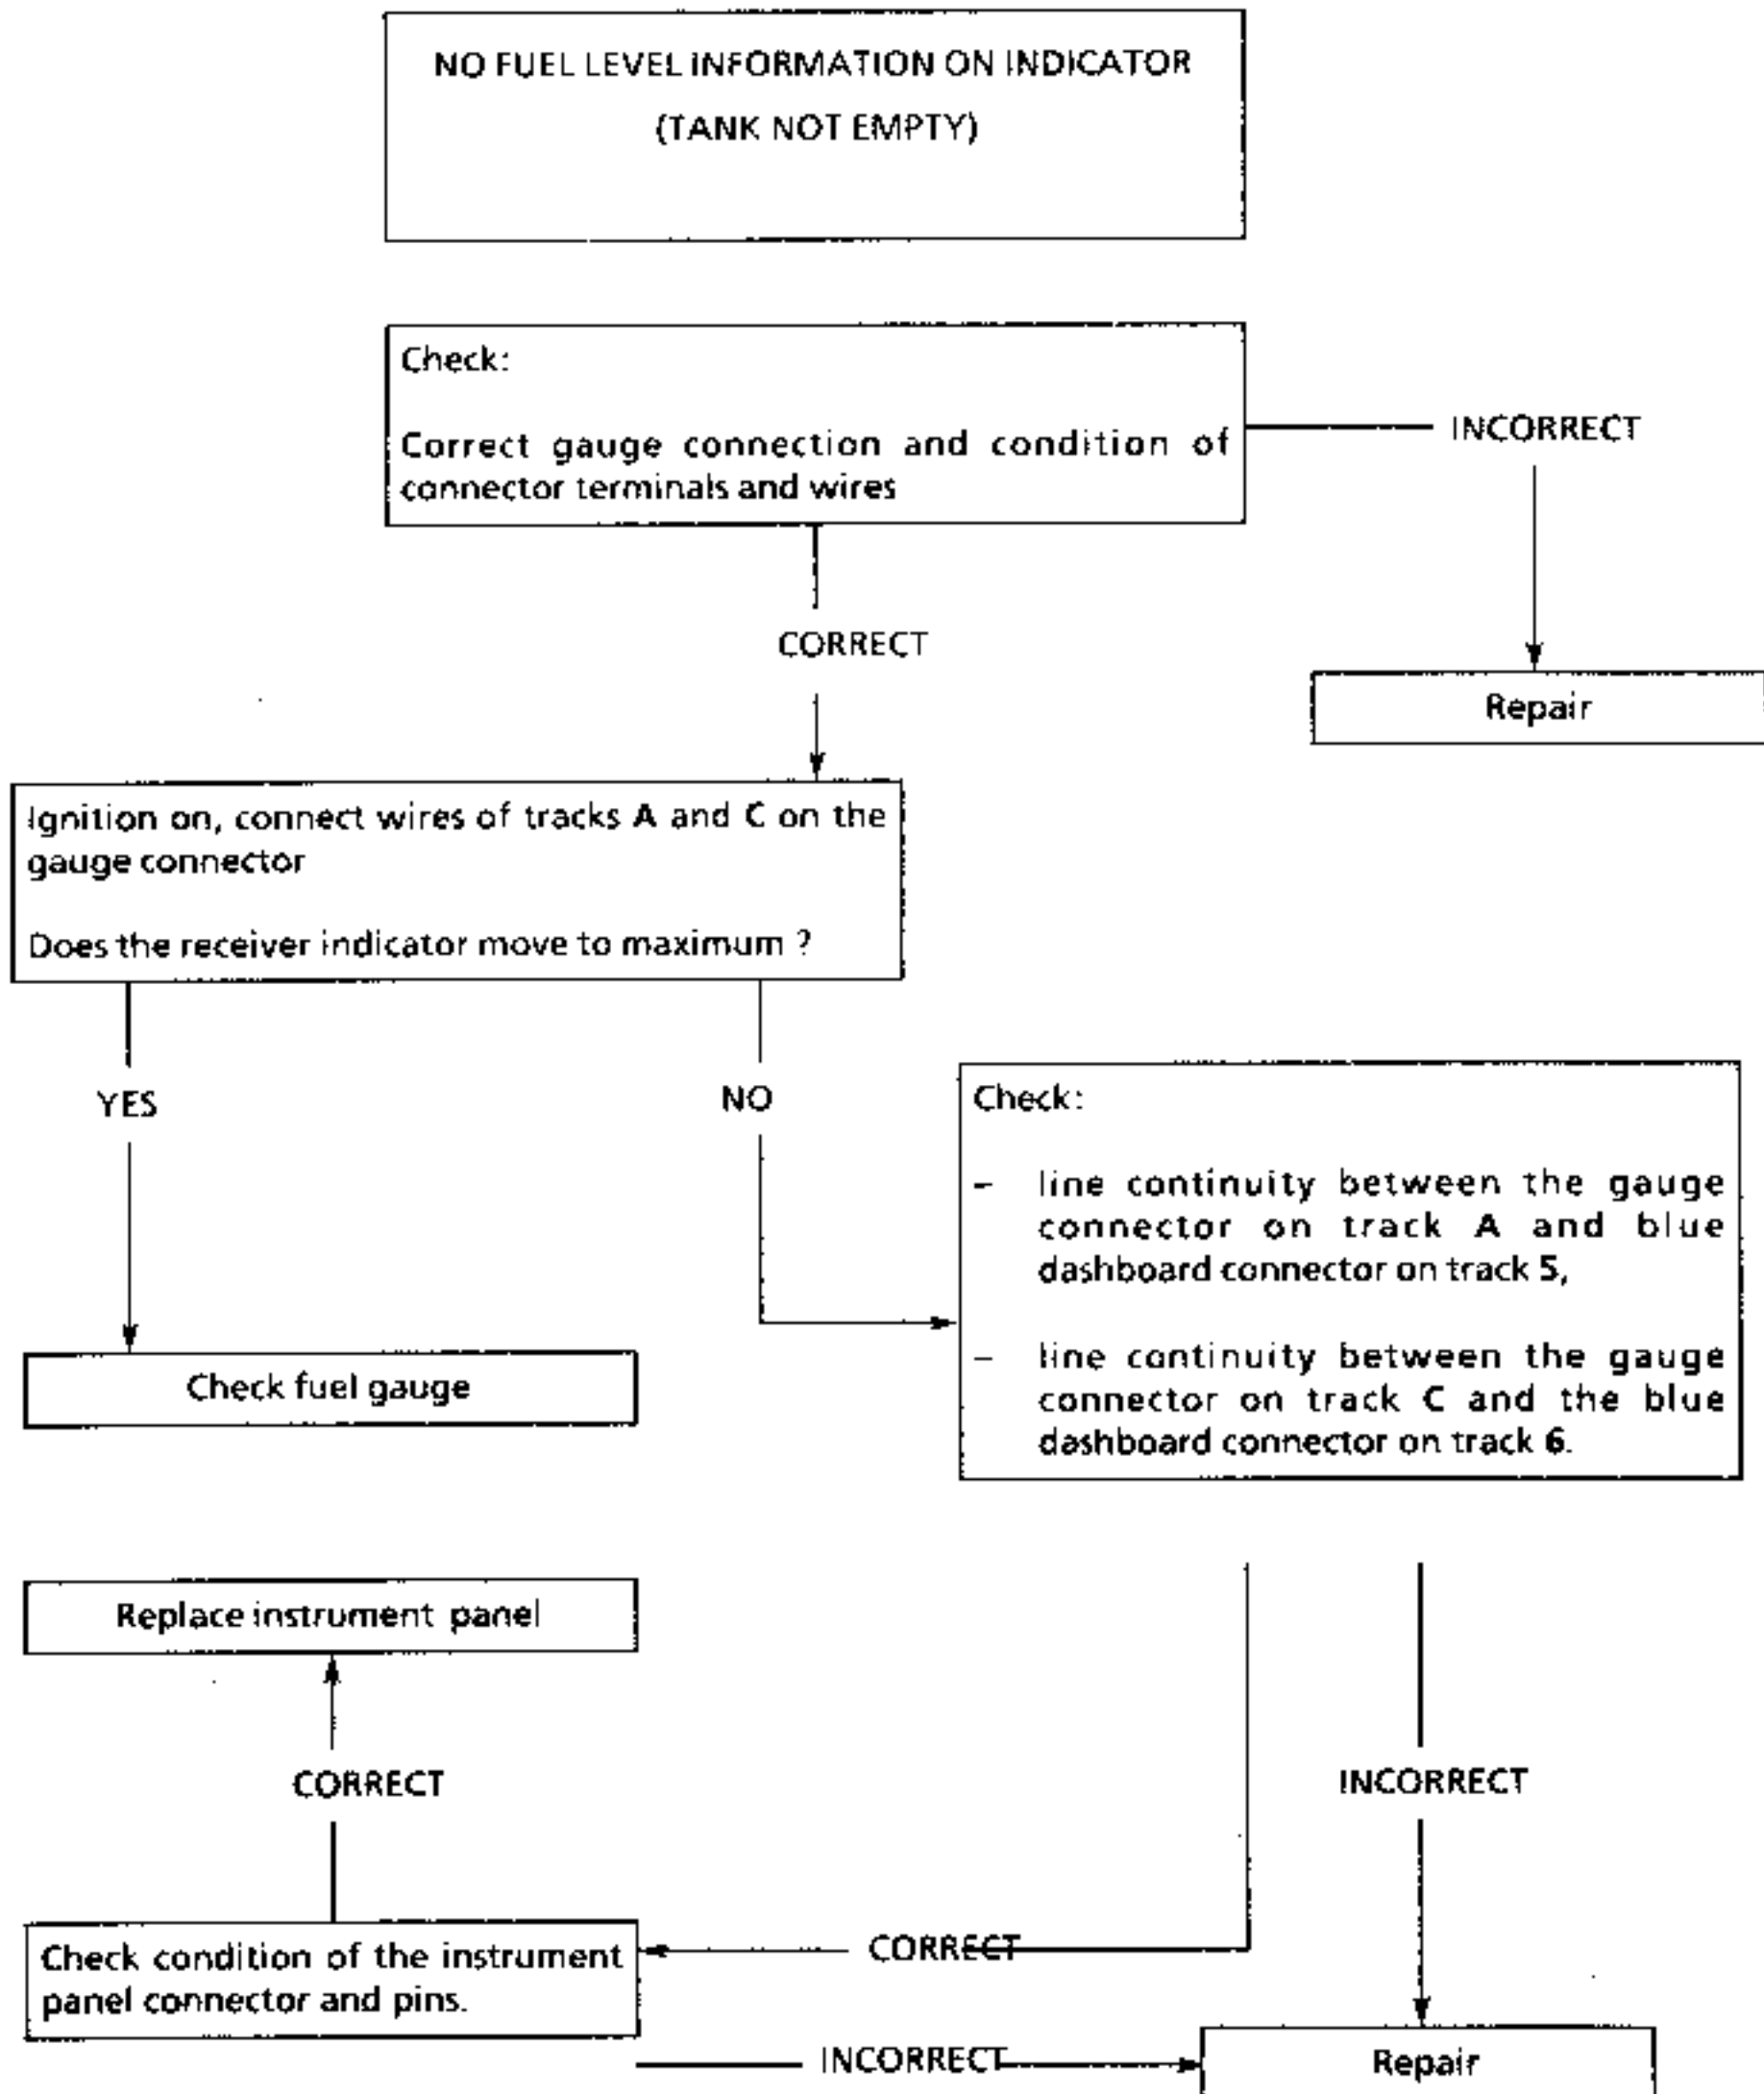 NO FUEL LEVEL INFORMATION ON INDICATOR
(TANK NOT EMPTY)
Check:
Correct gauge connection and condition of
connector terminals and wires
INCORRECT
CORRECT
Repair
Ignition on, connect wires of tracks A and C on the
gauge connector
Does the receiver indicator move to maximum ?
YES
NO
Check:
- line continuity between the gauge
connector on track A and blue
dashboard connector on track 5,
- line continuity between the gauge
connector on track C and the blue
dashboard connector on track 6.
Check fuel gauge
Replace instrument panel
CORRECT
INCORRECT
Check condition of the instrument
panel connector and pins.
CORRECT
INCORRECT
Repair